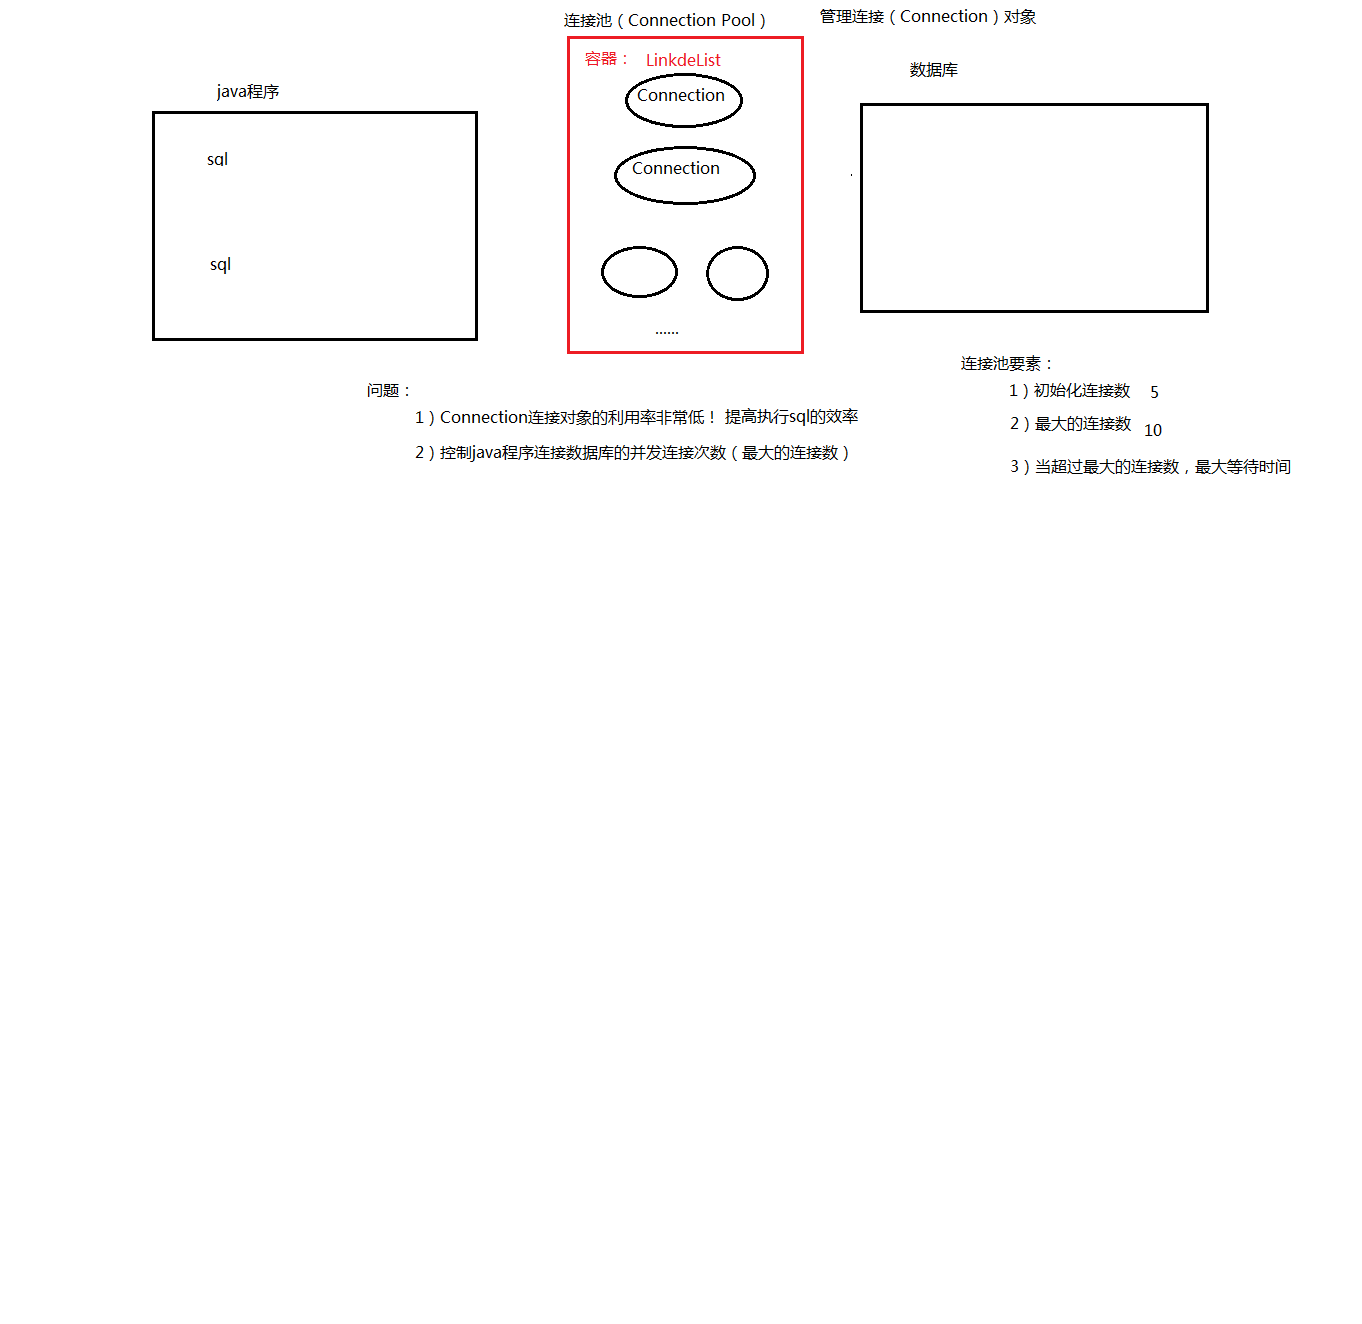 连接池（Connection Pool）
管理连接（Connection）对象
容器： LinkdeList
数据库
java程序
Connection
sql
Connection
sql
......
连接池要素：
问题：
1）初始化连接数 5
1）Connection连接对象的利用率非常低！ 提高执行sql的效率
2）最大的连接数 10
2）控制java程序连接数据库的并发连接次数（最大的连接数）
3）当超过最大的连接数，最大等待时间